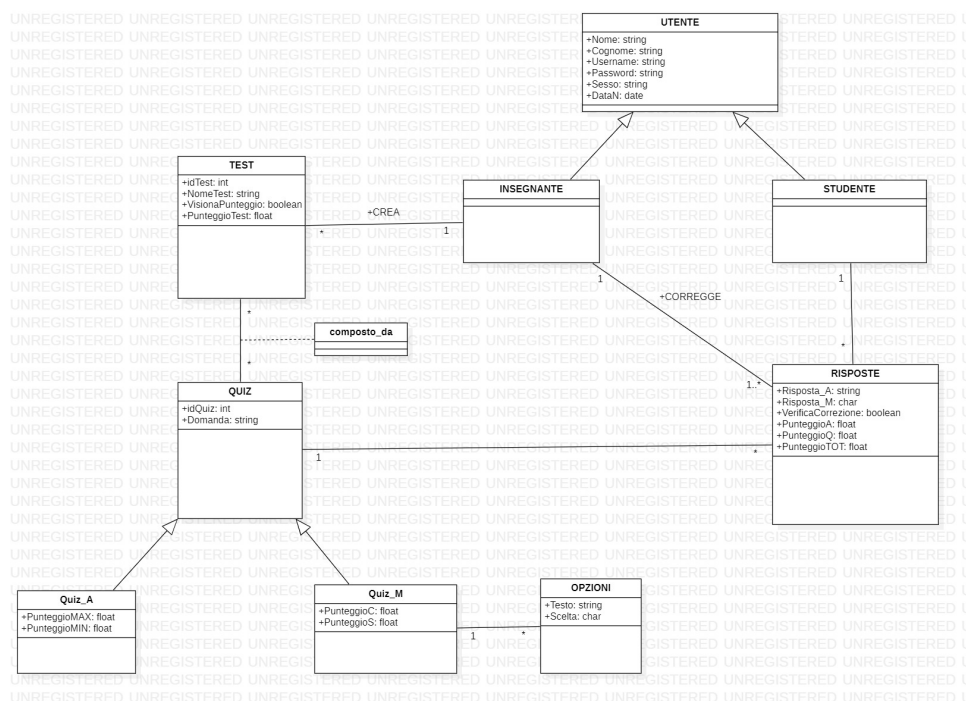 UTENTE
+Nome: string
+Cognome: string
+Username: string
+Password: string
+Sesso: string
+DataN: date
TEST
+idTest: int
+NomeTest: string
+VisionaPunteggio: boolean
+PunteggioTest: float
INSEGNANTE
STUDENTE
+CREA
*
1
1
+CORREGGE
1..*
1
*
*
composto_da
*
QUIZ
+idQuiz: int
+Domanda: string
RISPOSTE
+Risposta_A: string
+Risposta_M: char
+VerificaCorrezione: boolean
+PunteggioA: float
+PunteggioQ: float
+PunteggioTOT: float
1
*
Quiz_A
+PunteggioMAX: float
+PunteggioMIN: float
Quiz_M
+PunteggioC: float
+PunteggioS: float
1
*
OPZIONI
+Testo: string
+Scelta: char
UNREGISTERED